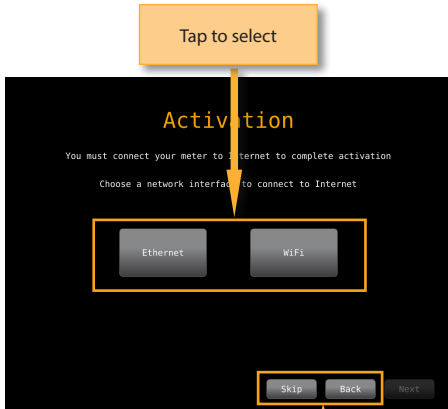 Tap to select
Activation
You must connect your meter to Internet to complete activation
Choose a network interface to connect to Internet
Ethernet WiFi
Skip Back Next